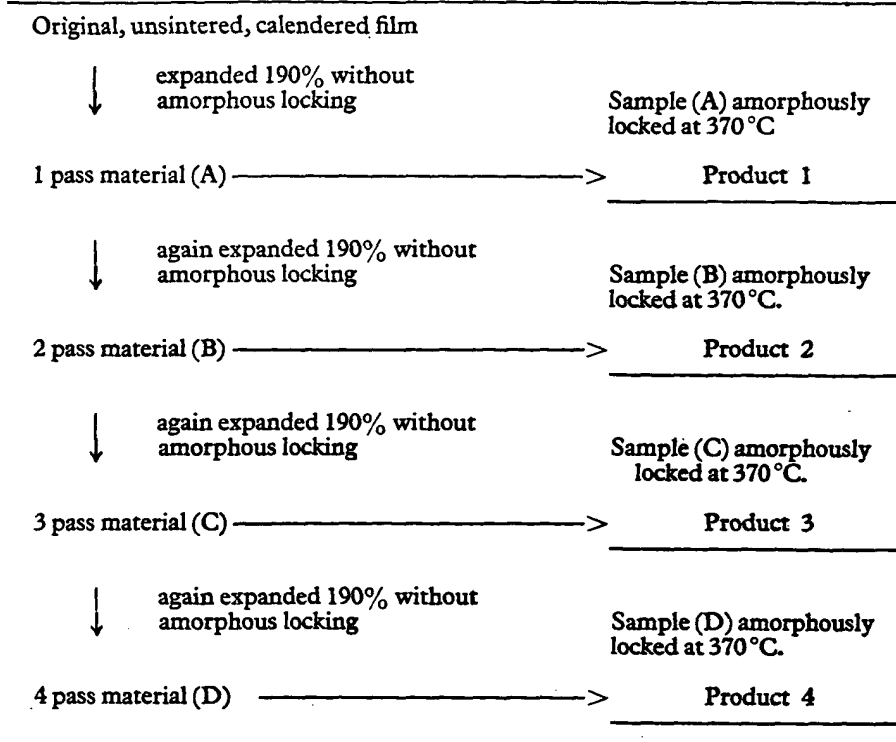 Original, unsintered, calendered film
expanded 190% without
amorphous locking
Sample (A) amorphously
locked at 370°C
1 pass material (A)
Product 1
again expanded 190% without
amorphous locking
Sample (B) amorphously
locked at 370°C.
2 pass material (B)
Product 2
again expanded 190% without
amorphous locking
Sample (C) amorphously
locked at 370°C.
3 pass material (C)
Product 3
again expanded 190% without
amorphous locking
Sample (D) amorphously
locked at 370°C.
4 pass material (D)
Product 4